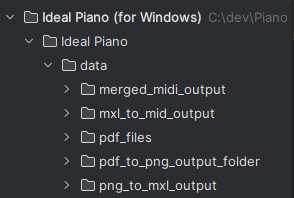 Ideal Piano (for Windows) C:\dev\Piano
Ideal Piano
data
merged_midi_output
mxl_to_mid_output
pdf_files
pdf_to_png_output_folder
png_to_mxl_output